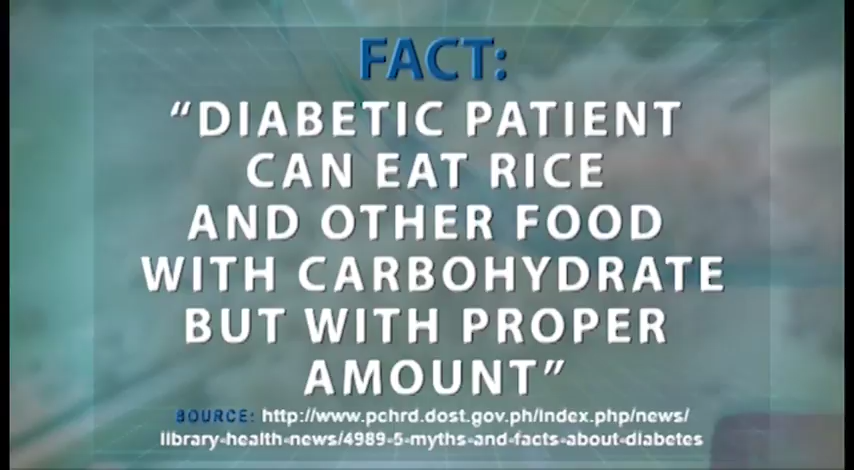 FACT:
“DIABETIC PATIENT
CAN EAT RICE
AND OTHER FOOD
WITH CARBOHYDRATE
BUT WITH PROPER
AMOUNT”
SOURCE: http://www.pchrd.dost.gov.ph/index.php/news/
library-health-news/4989-5-myths-and-facts-about-diabetes